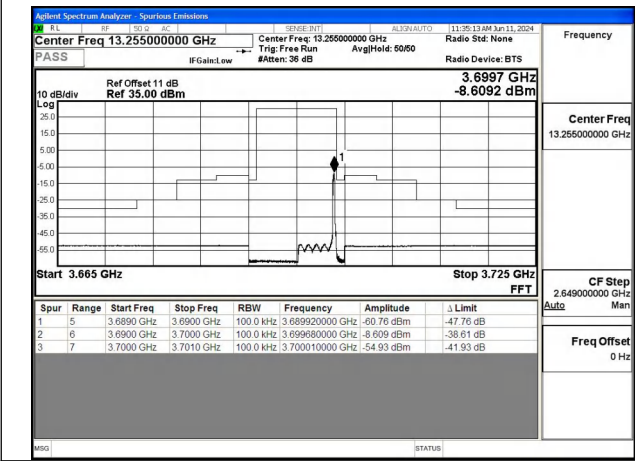 Agilent Spectrum Analyzer - Spurious Emissions
RL RF 50 Ω AC SENSE:INT ALIGN AUTO 11:35:13 AM Jun 11, 2024
Center Freq 13.255000000 GHz Center Freq: 13.255000000 GHz Radio Std: None
Trig: Free Run Avg|Hold: 50/50
PASS IFGain:Low #Atten: 36 dB Radio Device: BTS
Frequency
Ref Offset 11 dB 3.6997 GHz
10 dB/div Ref 35.00 dBm -8.6092 dBm
Log
25.0
15.0
5.00
1
-5.00
-15.0
-25.0
-35.0
-45.0
-55.0
Start 3.665 GHz Stop 3.725 GHz
FFT
Center Freq
13.255000000 GHz
CF Step
2.649000000 GHz
Auto Man
Freq Offset
0 Hz
Spur Range Start Freq Stop Freq RBW Frequency Amplitude Δ Limit
1 5 3.6890 GHz 3.6900 GHz 100.0 kHz 3.689920000 GHz -60.76 dBm -47.76 dB
2 6 3.6900 GHz 3.7000 GHz 100.0 kHz 3.699680000 GHz -8.609 dBm -38.61 dB
3 7 3.7000 GHz 3.7010 GHz 100.0 kHz 3.700010000 GHz -54.93 dBm -41.93 dB
MSG STATUS